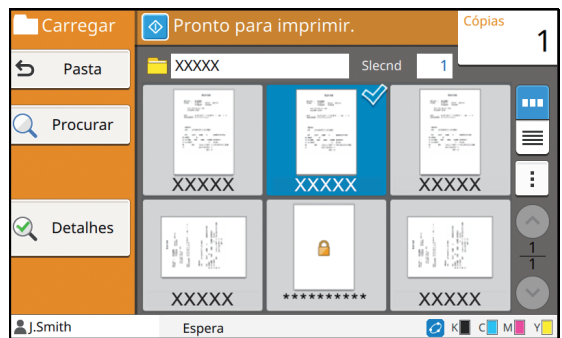 Carregar
Pronto para imprimir.
Cópias
1
Pasta
XXXXX
Slecnd
1
Procurar
XXXXX
XXXXX
XXXXX
Detalhes
1
1
XXXXX
**********
XXXXX
J.Smith
Espera
K
C
M
Y